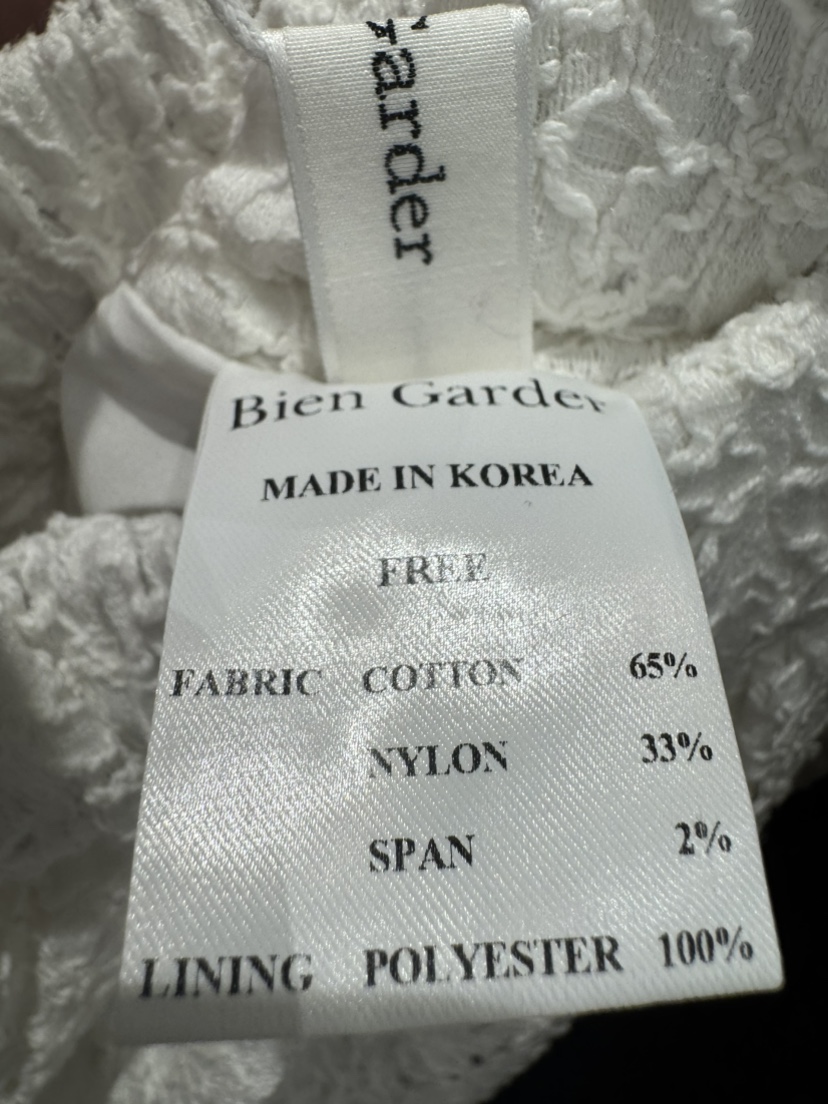 Garder
Bien Garder
MADE IN KOREA
FREE
FABRIC COTTON 65%
NYLON 33%
SPAN 2%
LINING POLYESTER 100%